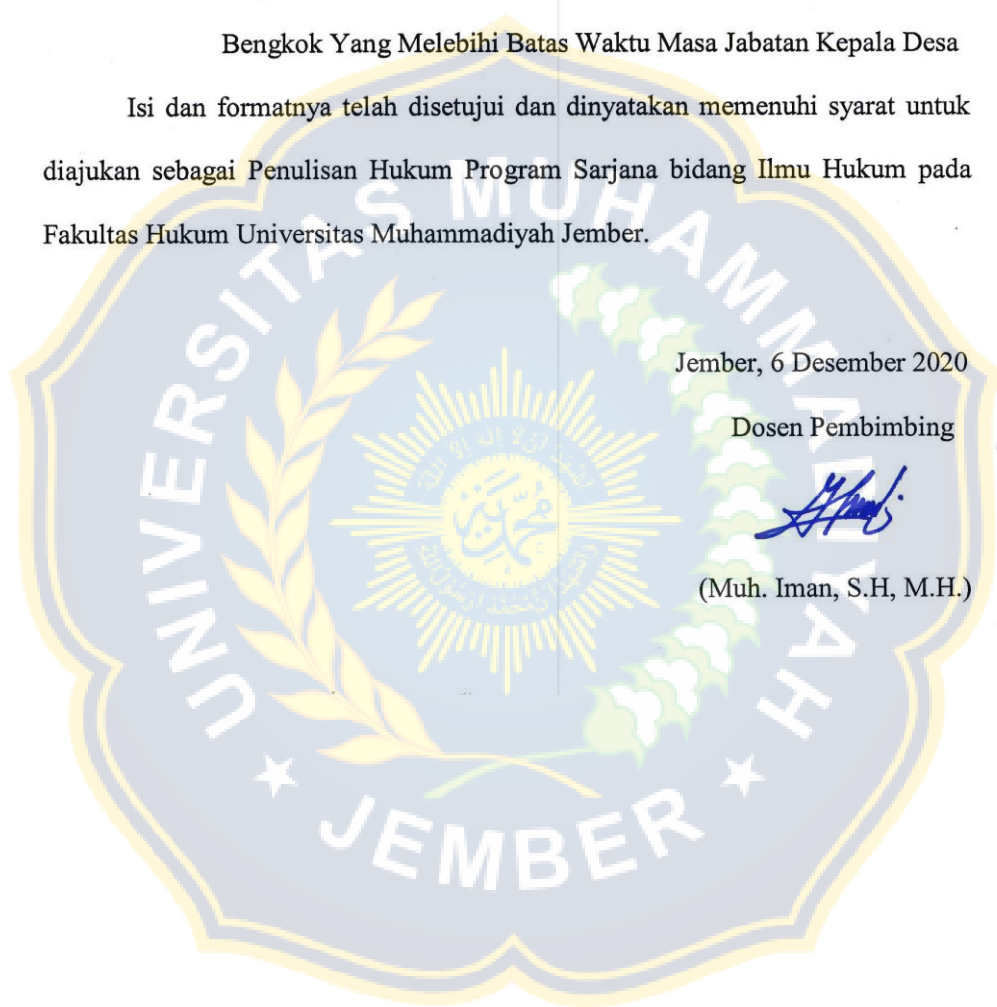 Bengkok Yang Melebihi Batas Waktu Masa Jabatan Kepala Desa
Isi dan formatnya telah disetujui dan dinyatakan memenuhi syarat untuk
diajukan sebagai Penulisan Hukum Program Sarjana bidang Ilmu Hukum pada
Fakultas Hukum Universitas Muhammadiyah Jember.
Jember, 6 Desember 2020
Dosen Pembimbing
(Muh. Iman, S.H, M.H.)
UNIVERSITAS MUHAMMADIYAH
JEMBER